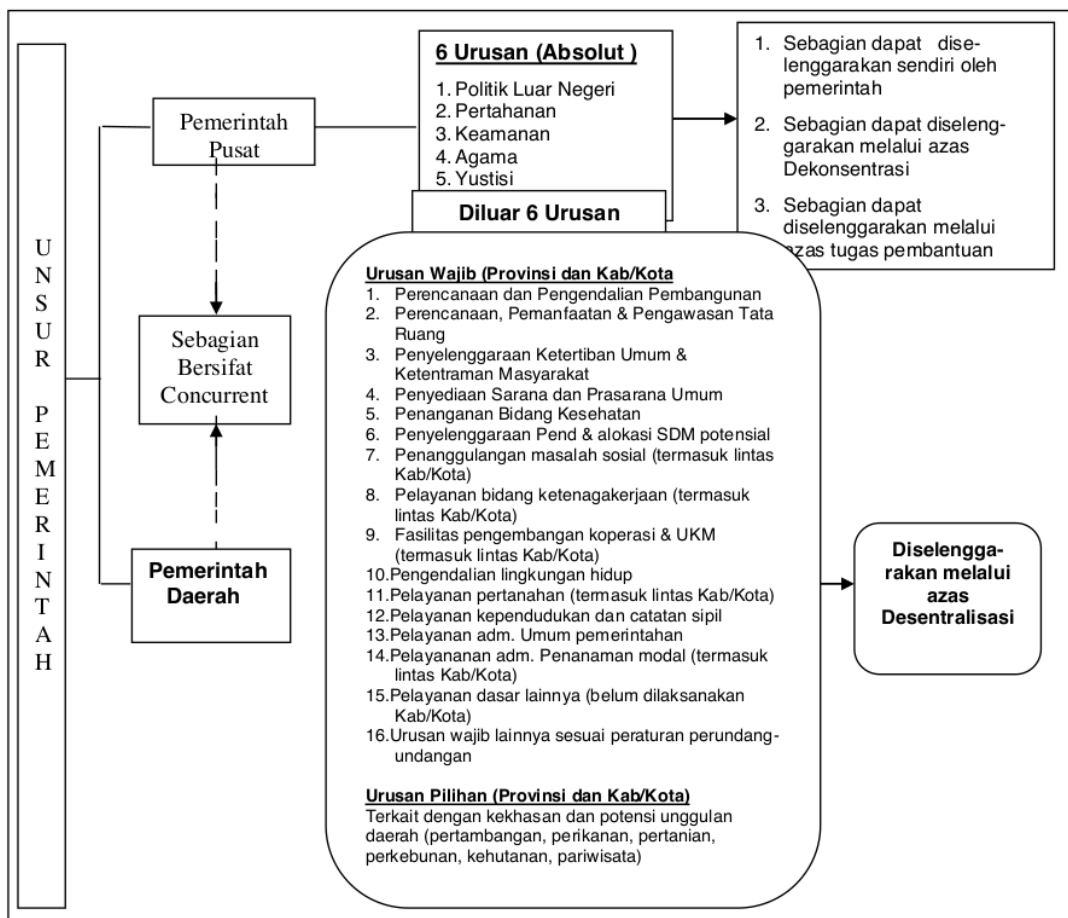 UNSUR PEMERINTAH
Pemerintah
Pusat
6 Urusan (Absolut )
1. Politik Luar Negeri
2. Pertahanan
3. Keamanan
4. Agama
5. Yustisi
1. Sebagian dapat dise-
lenggarakan sendiri oleh
pemerintah
2. Sebagian dapat diseleng-
garakan melalui azas
Dekonsentrasi
3. Sebagian dapat
diselenggarakan melalui
azas tugas pembantuan
Diluar 6 Urusan
Sebagian
Bersifat
Concurrent
Pemerintah
Daerah
Urusan Wajib (Provinsi dan Kab/Kota
1. Perencanaan dan Pengendalian Pembangunan
2. Perencanaan, Pemanfaatan & Pengawasan Tata
Ruang
3. Penyelenggaraan Ketertiban Umum &
Ketentraman Masyarakat
4. Penyediaan Sarana dan Prasarana Umum
5. Penanganan Bidang Kesehatan
6. Penyelenggaraan Pend & alokasi SDM potensial
7. Penanggulangan masalah sosial (termasuk lintas
Kab/Kota)
8. Pelayanan bidang ketenagakerjaan (termasuk
lintas Kab/Kota)
9. Fasilitas pengembangan koperasi & UKM
(termasuk lintas Kab/Kota)
10.Pengendalian lingkungan hidup
11.Pelayanan pertanahan (termasuk lintas Kab/Kota)
12.Pelayanan kependudukan dan catatan sipil
13.Pelayanan adm. Umum pemerintahan
14.Pelayananan adm. Penanaman modal (termasuk
lintas Kab/Kota)
15.Pelayanan dasar lainnya (belum dilaksanakan
Kab/Kota)
16.Urusan wajib lainnya sesuai peraturan perundang-
undangan
Urusan Pilihan (Provinsi dan Kab/Kota)
Terkait dengan kekhasan dan potensi unggulan
daerah (pertambangan, perikanan, pertanian,
perkebunan, kehutanan, pariwisata)
Diselengga-
rakan melalui
azas
Desentralisasi